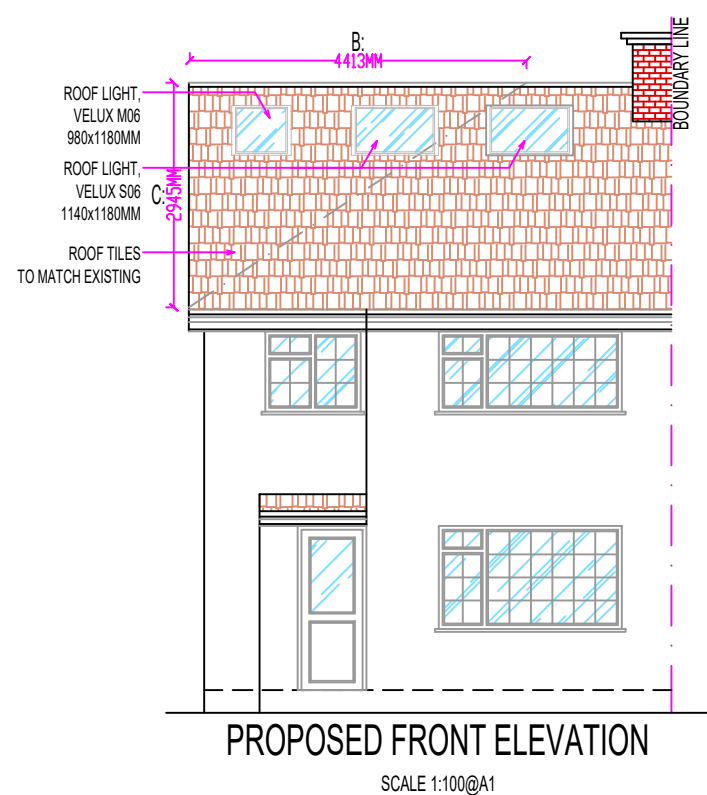 B:
4413MM
BOUNDARY LINE
ROOF LIGHT,
VELUX M06
980x1180MM
ROOF LIGHT,
VELUX S06
1140x1180MM
C:
2945MM
ROOF TILES
TO MATCH EXISTING
PROPOSED FRONT ELEVATION
SCALE 1:100@A1